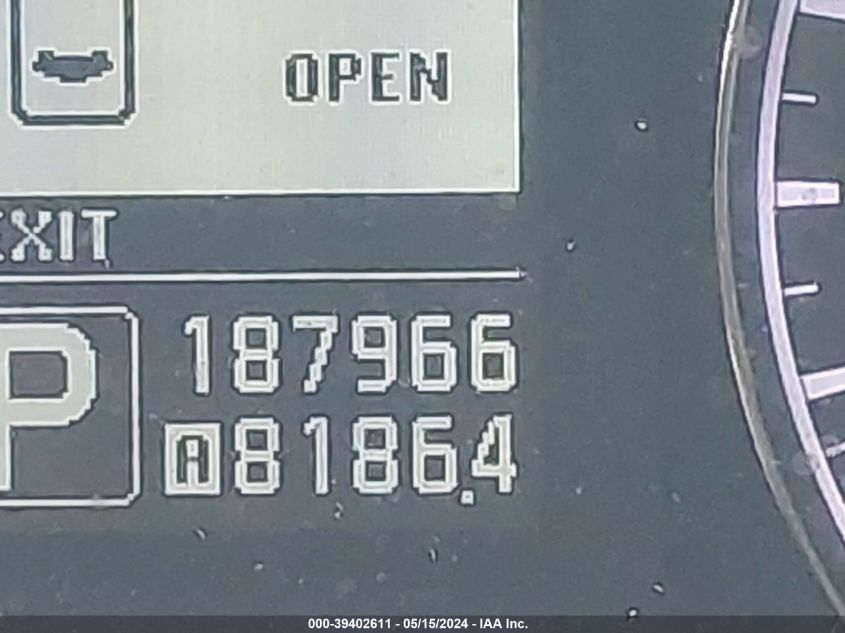 OPEN
EXIT
187966
P
A 8186.4
000-39402611 - 05/15/2024 - IAA Inc.